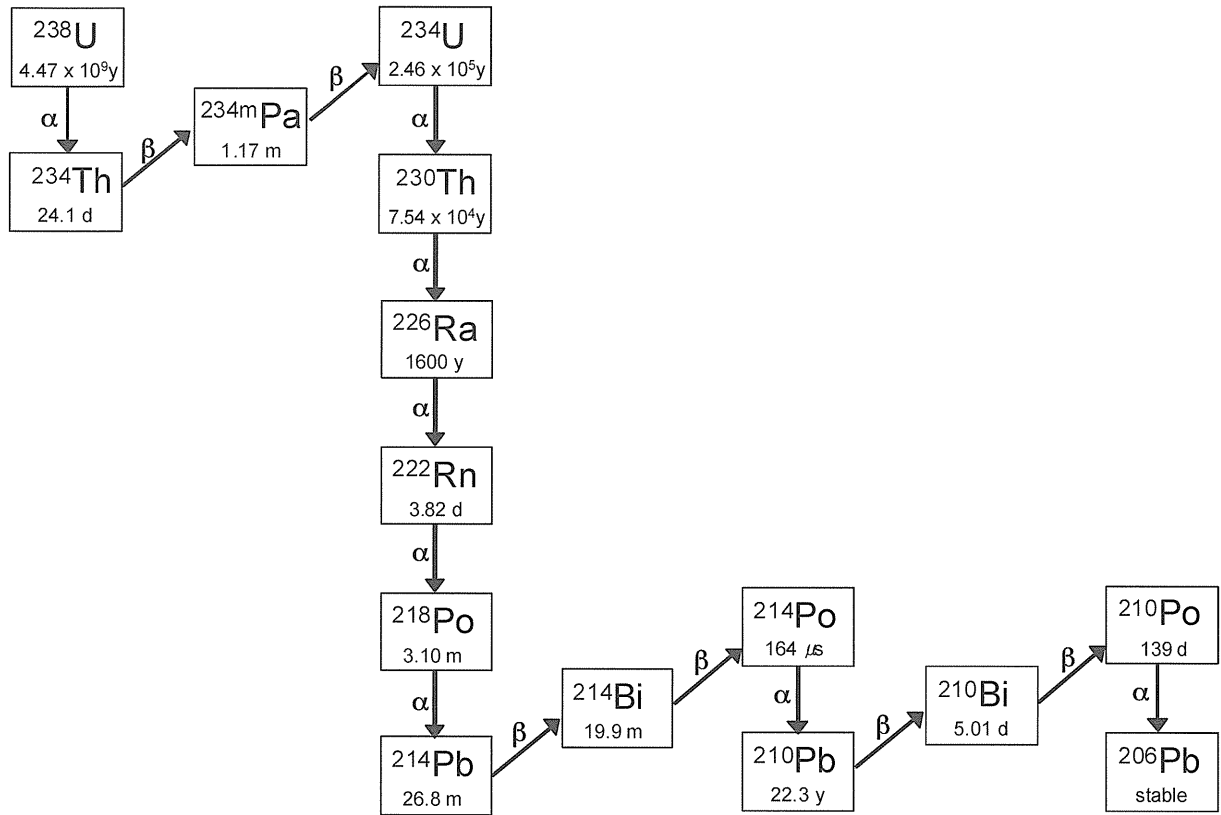 ²³⁸U
4.47 x 10⁹y
α
²³⁴Th
24.1 d
β
²³⁴ᵐPa
1.17 m
β
²³⁴U
2.46 x 10⁵y
α
²³⁰Th
7.54 x 10⁴y
α
²²⁶Ra
1600 y
α
²²²Rn
3.82 d
α
²¹⁸Po
3.10 m
α
²¹⁴Pb
26.8 m
β
²¹⁴Bi
19.9 m
β
²¹⁴Po
164 μs
α
²¹⁰Pb
22.3 y
β
²¹⁰Bi
5.01 d
β
²¹⁰Po
139 d
α
²⁰⁶Pb
stable